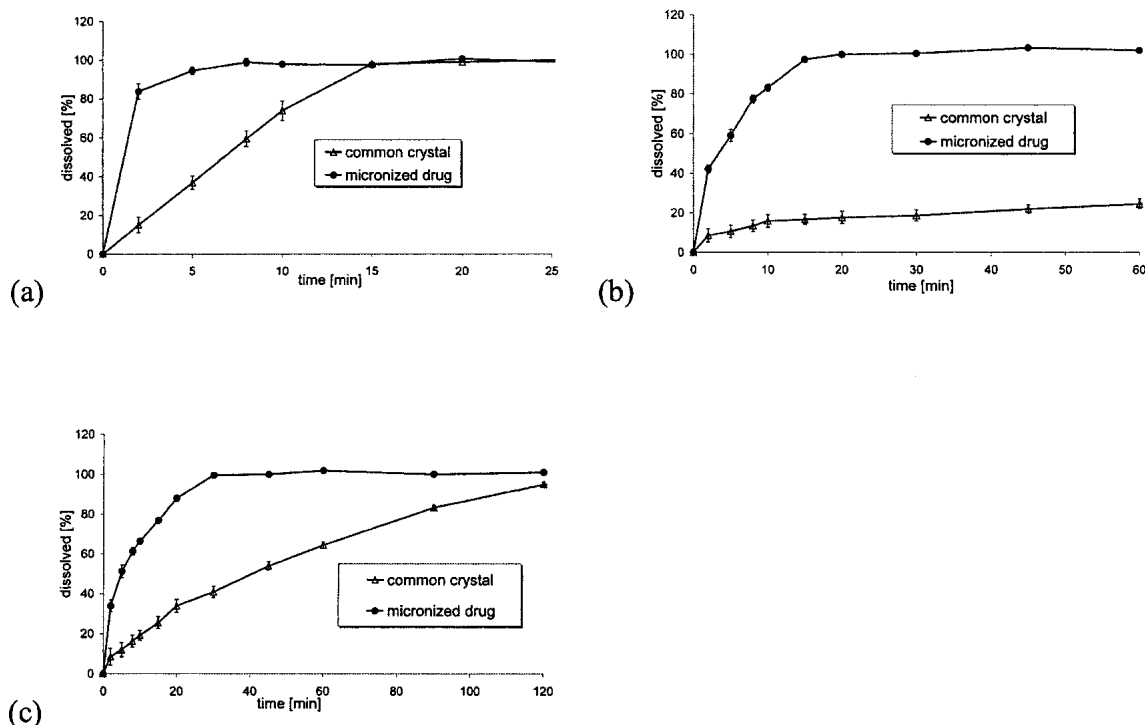 120
100
80
60
40
20
0
dissolved [%]
common crystal
micronized drug
0 5 10 15 20 25
time [min]
(a)
120
100
80
60
40
20
0
dissolved [%]
common crystal
micronized drug
0 10 20 30 40 50 60
time [min]
(b)
120
100
80
60
40
20
0
dissolved [%]
common crystal
micronized drug
0 20 40 60 80 100 120
time [min]
(c)